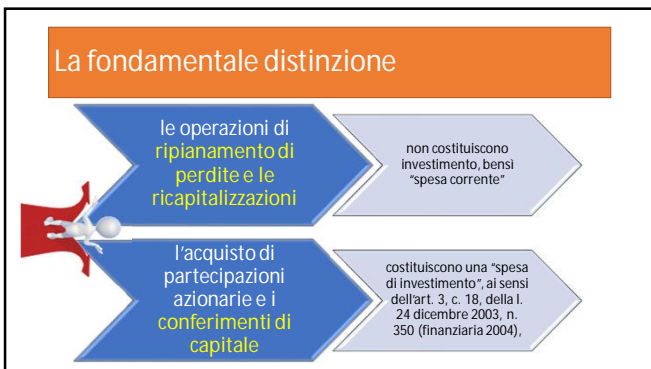 La fondamentale distinzione
le operazioni di
ripianamento di
perdite e le
ricapitalizzazioni
non costituiscono
investimento, bensì
"spesa corrente"
l'acquisto di
partecipazioni
azionarie e i
conferimenti di
capitale
costituiscono una "spesa
di investimento", ai sensi
dell'art. 3, c. 18, della l.
24 dicembre 2003, n.
350 (finanziaria 2004),